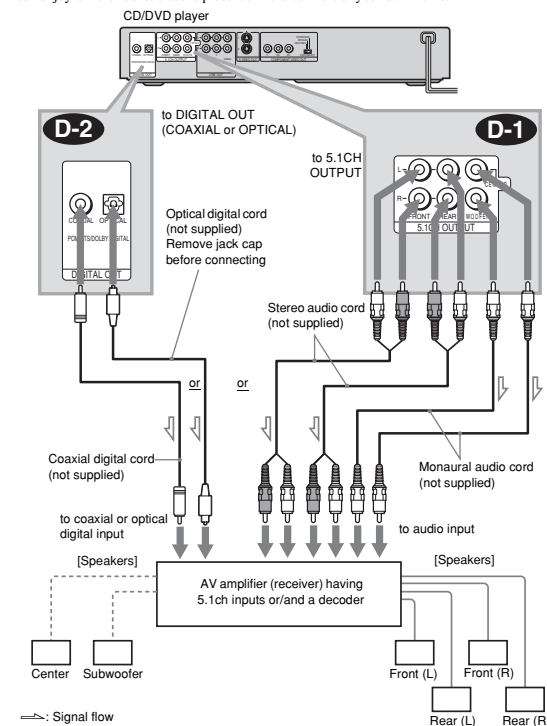 CD/DVD player
D-2
to DIGITAL OUT
(COAXIAL or OPTICAL)
D-1
to 5.1CH
OUTPUT
L
R
CENTER
FRONT
REAR
WOOFER
5.1CH OUTPUT
COAXIAL
OPTICAL
PCM/DTS/DOLBY DIGITAL
DIGITAL OUT
Optical digital cord
(not supplied)
Remove jack cap
before connecting
Stereo audio cord
(not supplied)
or
or
Coaxial digital cord
(not supplied)
Monaural audio cord
(not supplied)
to coaxial or optical
digital input
to audio input
[Speakers]
[Speakers]
AV amplifier (receiver) having
5.1ch inputs or/and a decoder
Center
Subwoofer
Front (L)
Front (R)
Rear (L)
Rear (R
: Signal flow